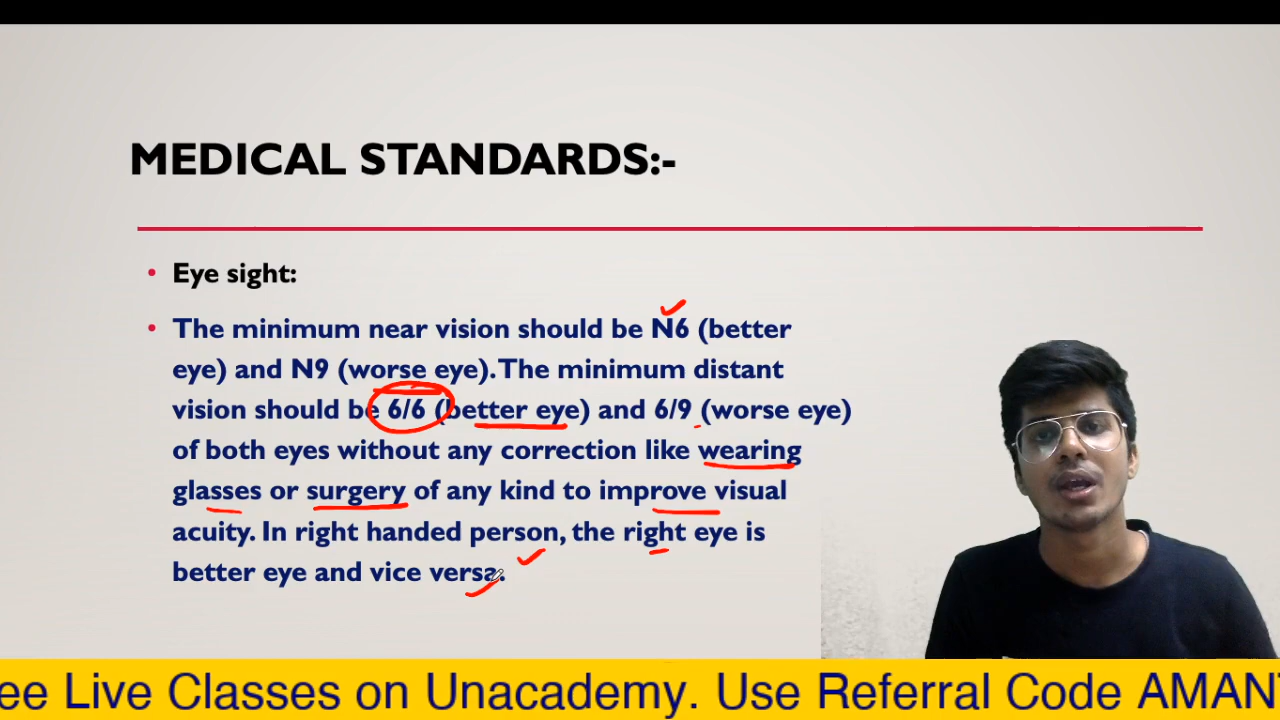 MEDICAL STANDARDS:-
• Eye sight:
• The minimum near vision should be N6 (better
eye) and N9 (worse eye). The minimum distant
vision should be 6/6 (better eye) and 6/9 (worse eye)
of both eyes without any correction like wearing
glasses or surgery of any kind to improve visual
acuity. In right handed person, the right eye is
better eye and vice versa.
ee Live Classes on Unacademy. Use Referral Code AMAN